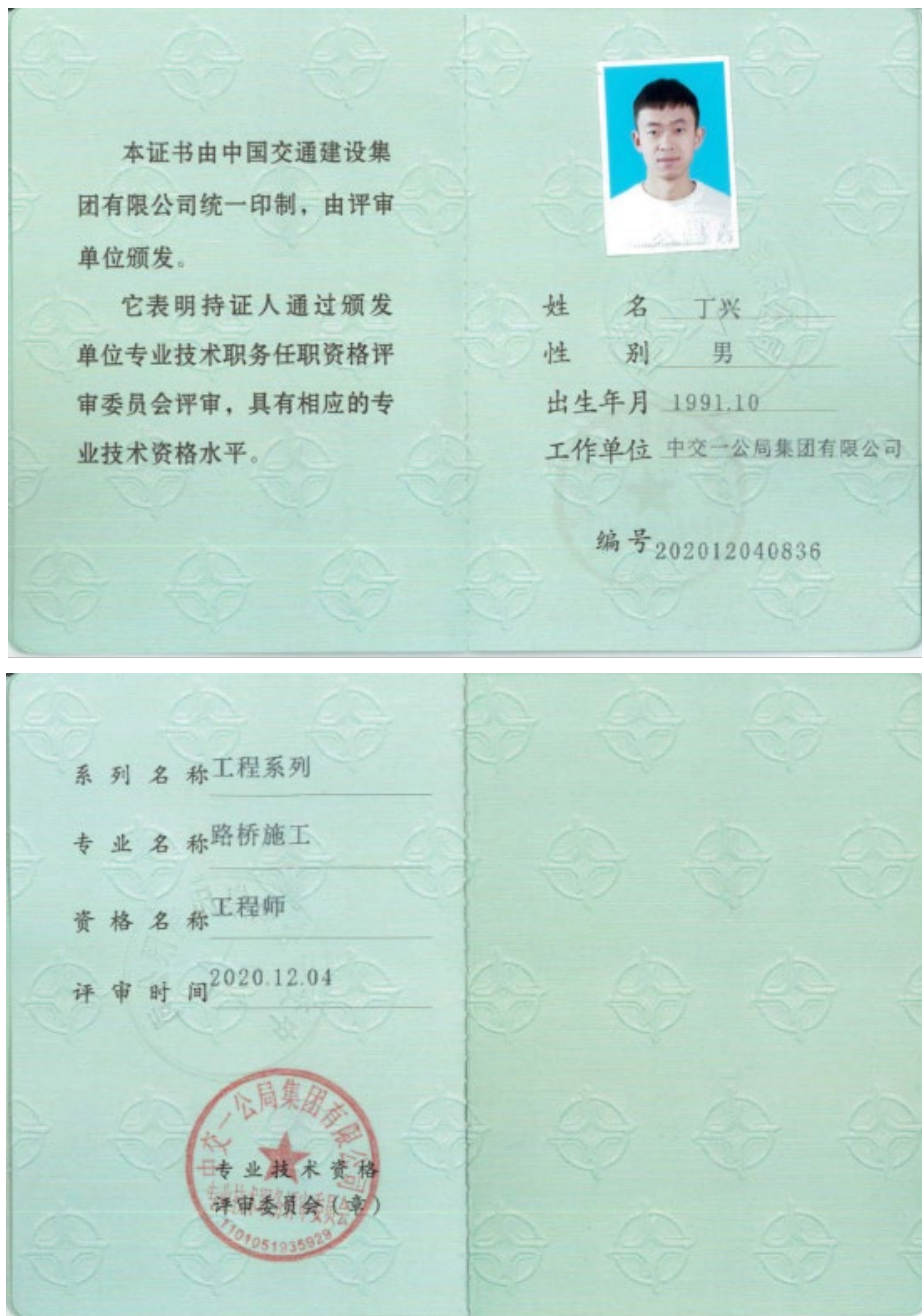 本证书由中国交通建设集
团有限公司统一印制，由评审
单位颁发。
它表明持证人通过颁发
单位专业技术职务任职资格评
审委员会评审，具有相应的专
业技术资格水平。
姓 名 丁兴
性 别 男
出生年月 1991.10
工作单位 中交一公局集团有限公司
编号 202012040836
系列名称 工程系列
专业名称 路桥施工
资格名称 工程师
评审时间 2020.12.04
中交一公局集团有限公司
专业技术资格
评审委员会（章）
1101051935929